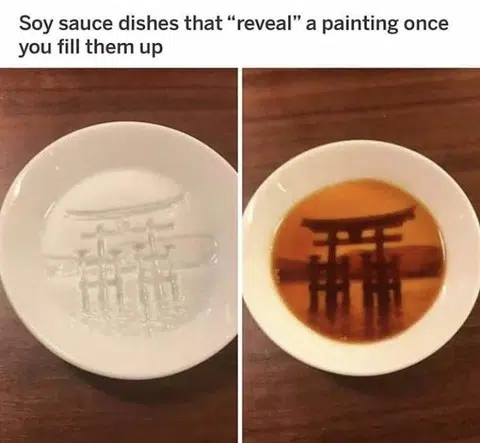 Soy sauce dishes that “reveal” a painting once
you fill them up